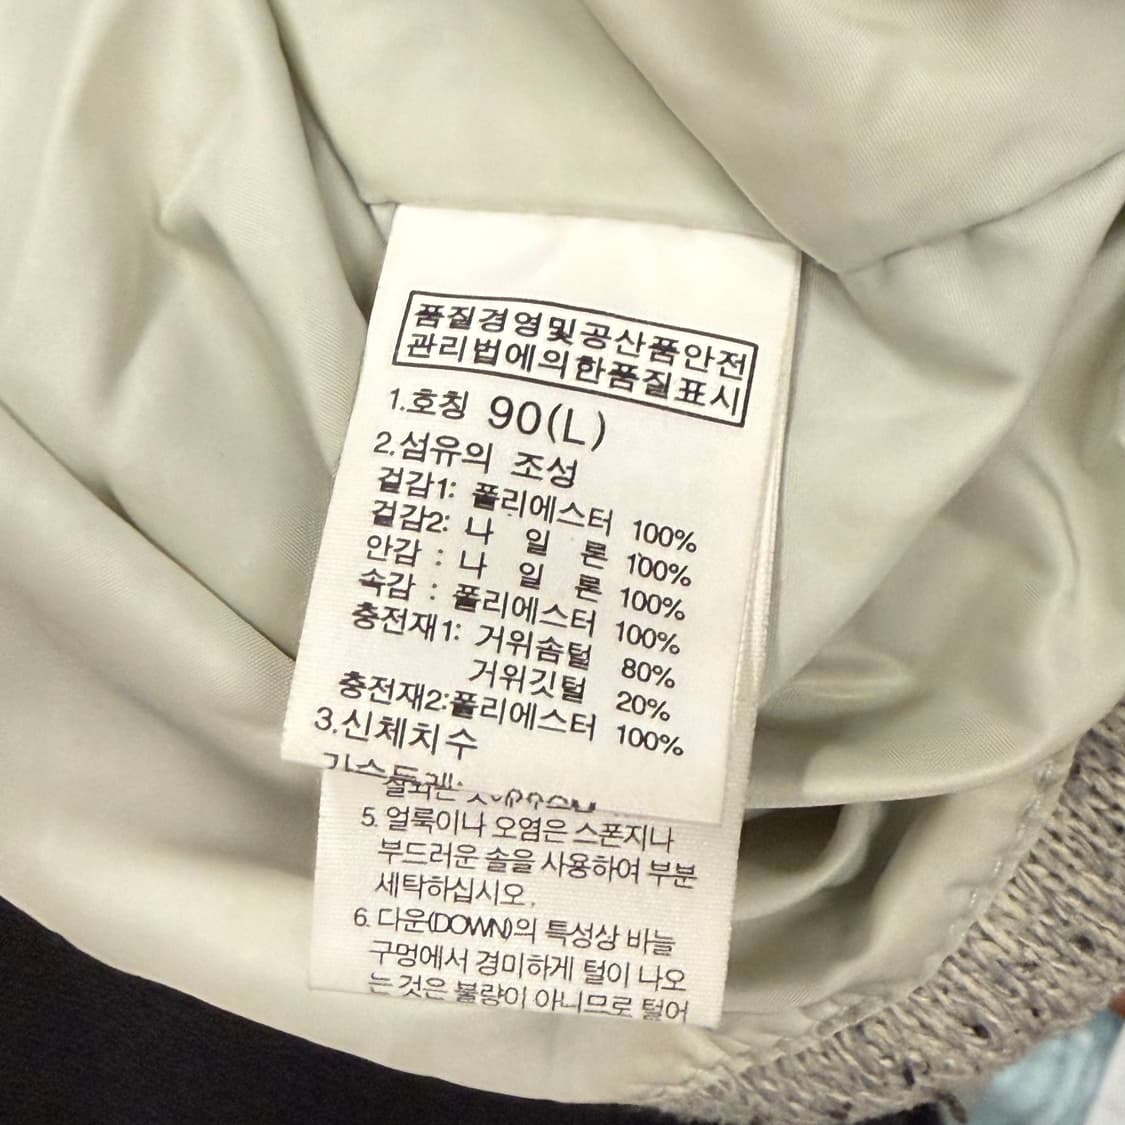 품질경영및공산품안전
관리법에의한품질표시
1.호칭 90(L)
2.섬유의 조성
겉감1: 폴리에스터 100%
겉감2: 나 일 론 100%
안감 : 나 일 론 100%
속감 : 폴리에스터 100%
충전재1: 거위솜털 80%
거위깃털 20%
충전재2:폴리에스터 100%
3.신체치수
5. 얼룩이나 오염은 스폰지나
부드러운 솔을 사용하여 부분
세탁하십시오.
6. 다운(DOWN)의 특성상 바늘
구멍에서 경미하게 털이 나오
는 것은 불량이 아니므로 털어